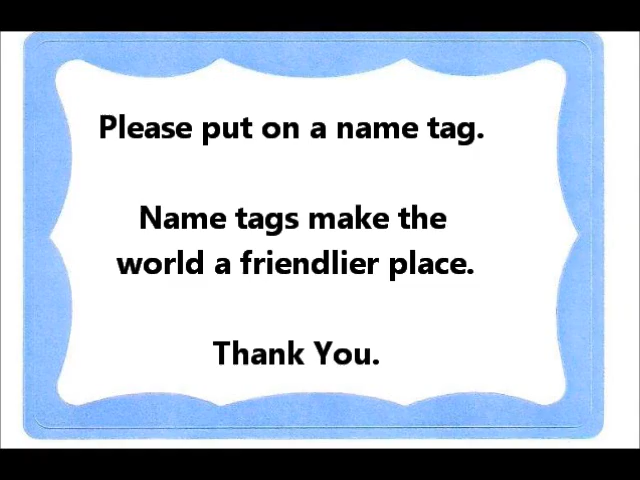 Please put on a name tag.
Name tags make the
world a friendlier place.
Thank You.